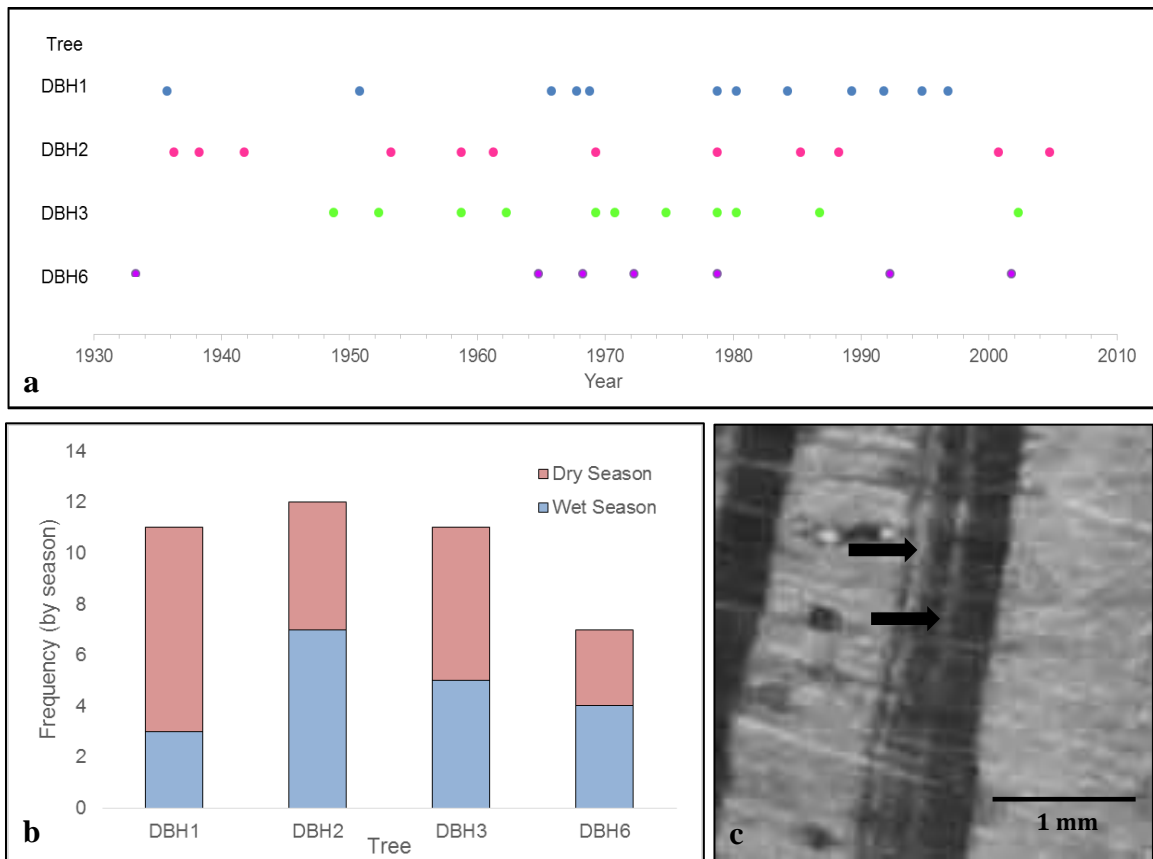 Tree
DBH1
DBH2
DBH3
DBH6
1930 1940 1950 1960 1970 1980 1990 2000 2010
Year
a
14
12
10
8
6
4
2
0
Frequency (by season)
Dry Season
Wet Season
DBH1 DBH2 DBH3 DBH6
Tree
b
1 mm
c